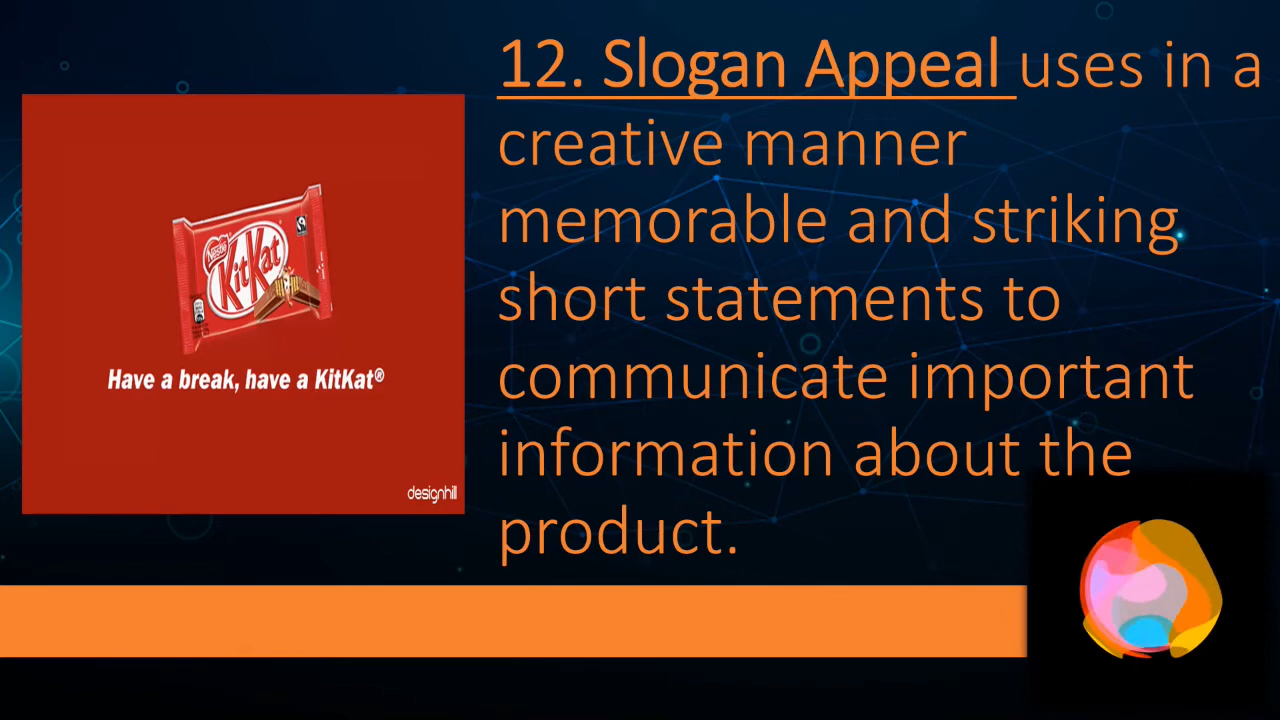 12. Slogan Appeal uses in a
creative manner
memorable and striking
short statements to
communicate important
information about the
product.
Nestle
KitKat
Have a break, have a KitKat®
designhill